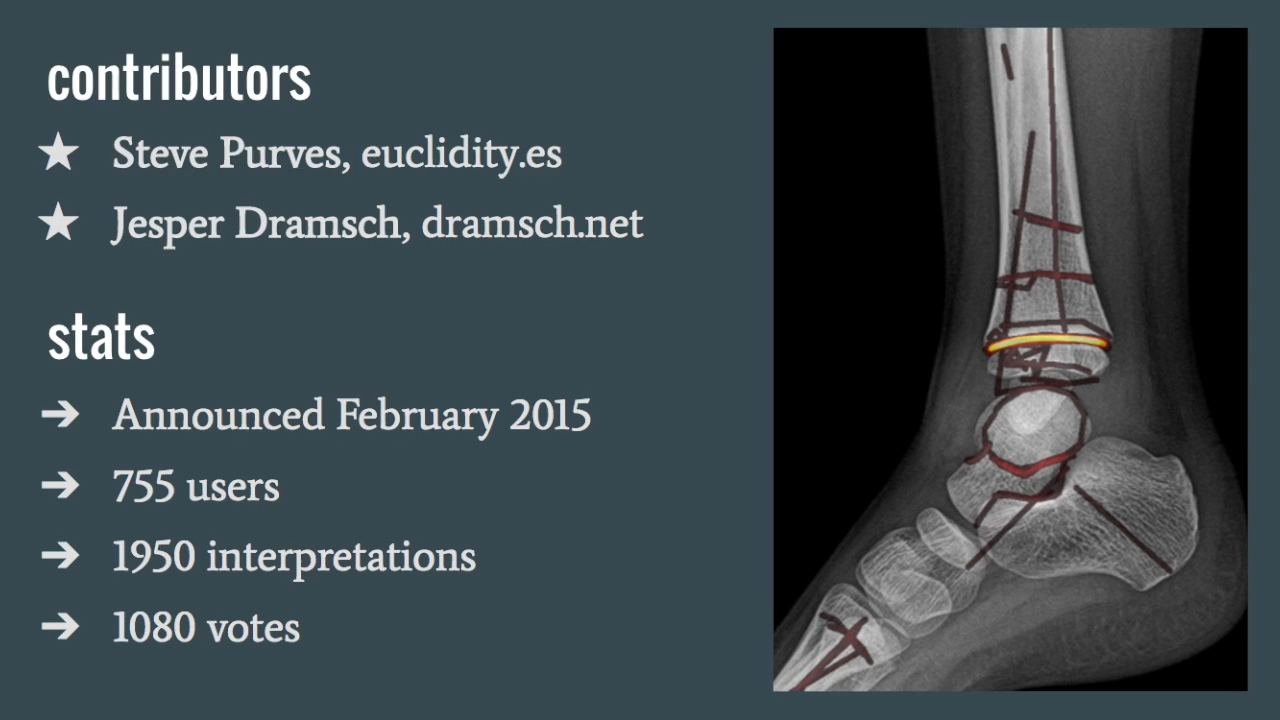 contributors
★ Steve Purves, euclidity.es
★ Jesper Dramsch, dramsch.net
stats
➔ Announced February 2015
➔ 755 users
➔ 1950 interpretations
➔ 1080 votes